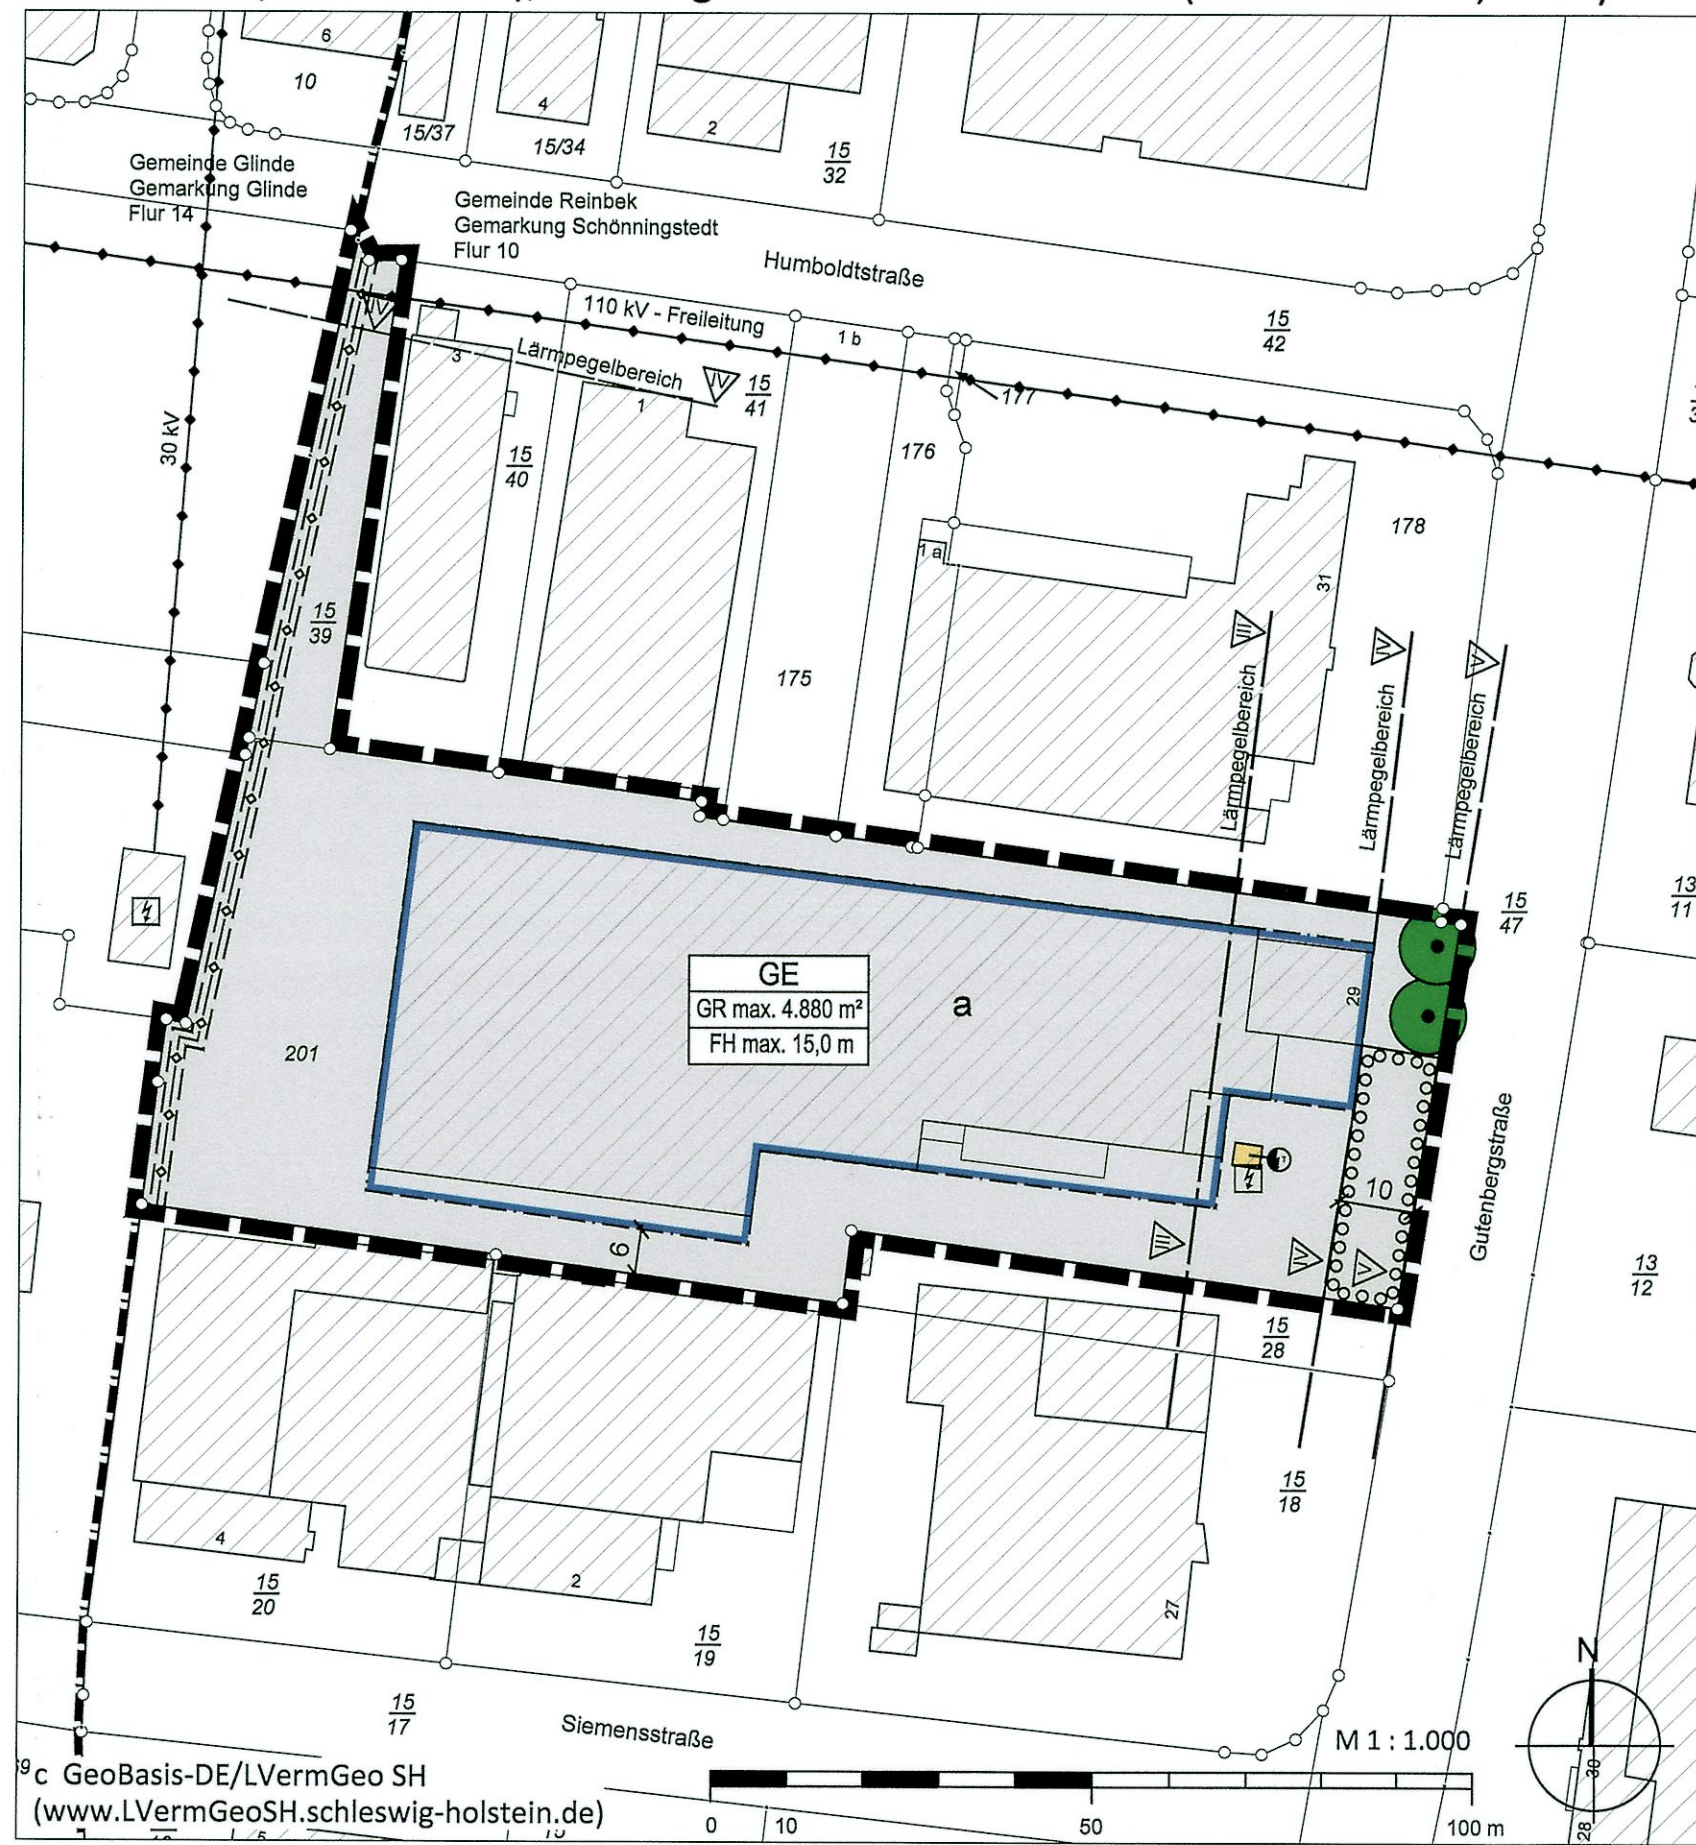 6
10
4
2
15/37
15/34
15
32
Gemeinde Glinde
Gemarkung Glinde
Flur 14
Gemeinde Reinbek
Gemarkung Schönningstedt
Flur 10
Humboldtstraße
110 kV - Freileitung
1 b
15
42
IV
3
Lärmpegelbereich
IV
15
41
1
177
30 kV
15
40
176
178
1 a
31
15
39
175
III
Lärmpegelbereich
IV
Lärmpegelbereich
V
Lärmpegelbereich
15
47
13
11
GE
GR max. 4.880 m²
FH max. 15,0 m
a
29
201
10
Gutenbergstraße
6
III
IV
V
13
12
15
28
15
18
4
2
27
15
20
15
19
15
17
Siemensstraße
N
M 1 : 1.000
30
c GeoBasis-DE/LVermGeo SH
(www.LVermGeoSH.schleswig-holstein.de)
0 10 50 100 m
28